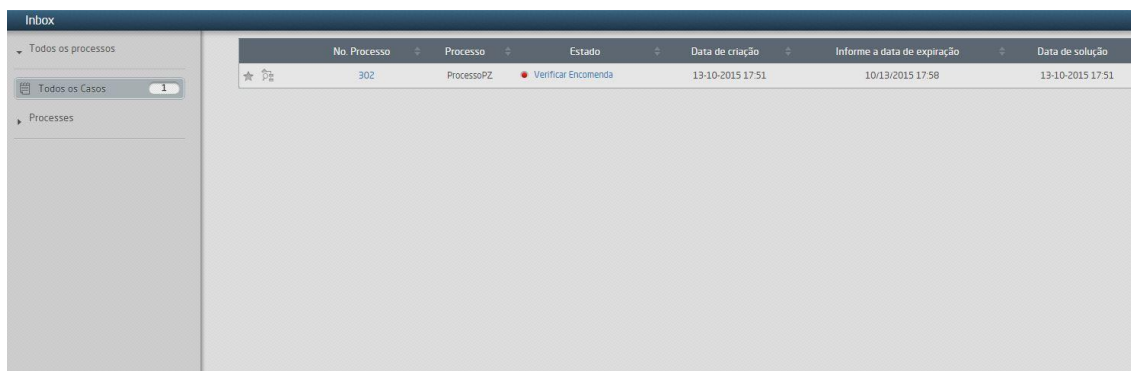 Inbox
Todos os processos
Todos os Casos 1
Processes
No. Processo Processo Estado Data de criação Informe a data de expiração Data de solução
302 ProcessoPZ Verificar Encomenda 13-10-2015 17:51 10/13/2015 17:58 13-10-2015 17:51